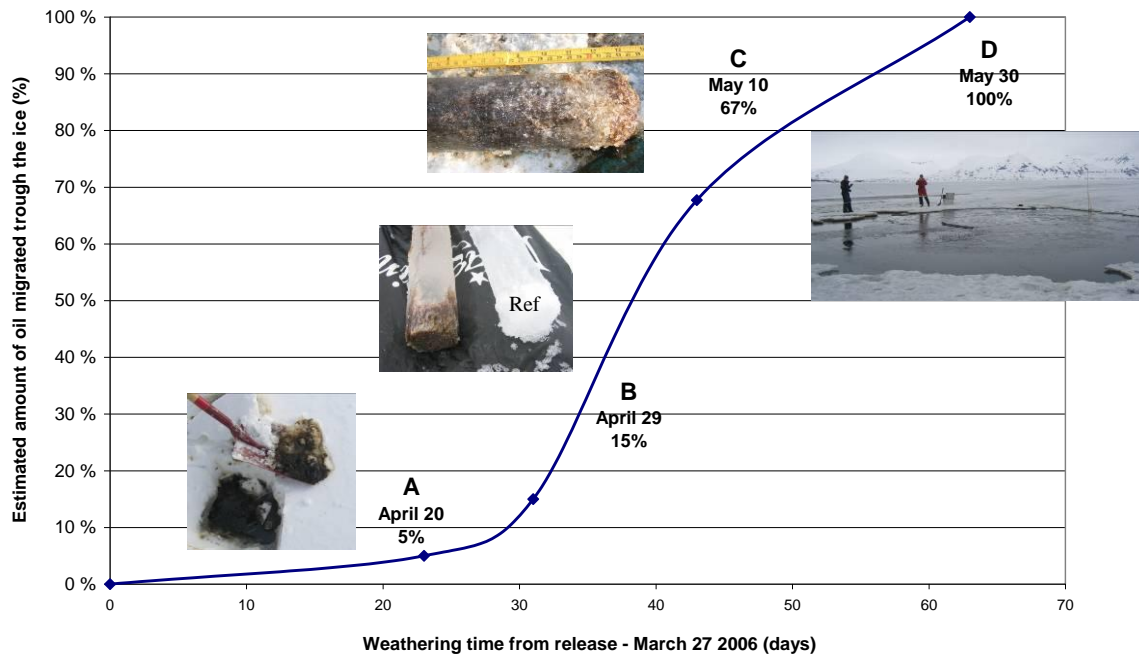 100 %
90 %
80 %
70 %
60 %
50 %
40 %
30 %
20 %
10 %
0 %
Estimated amount of oil migrated trough the ice (%)
A
April 20
5%
B
April 29
15%
C
May 10
67%
D
May 30
100%
Ref
0
10
20
30
40
50
60
70
Weathering time from release - March 27 2006 (days)